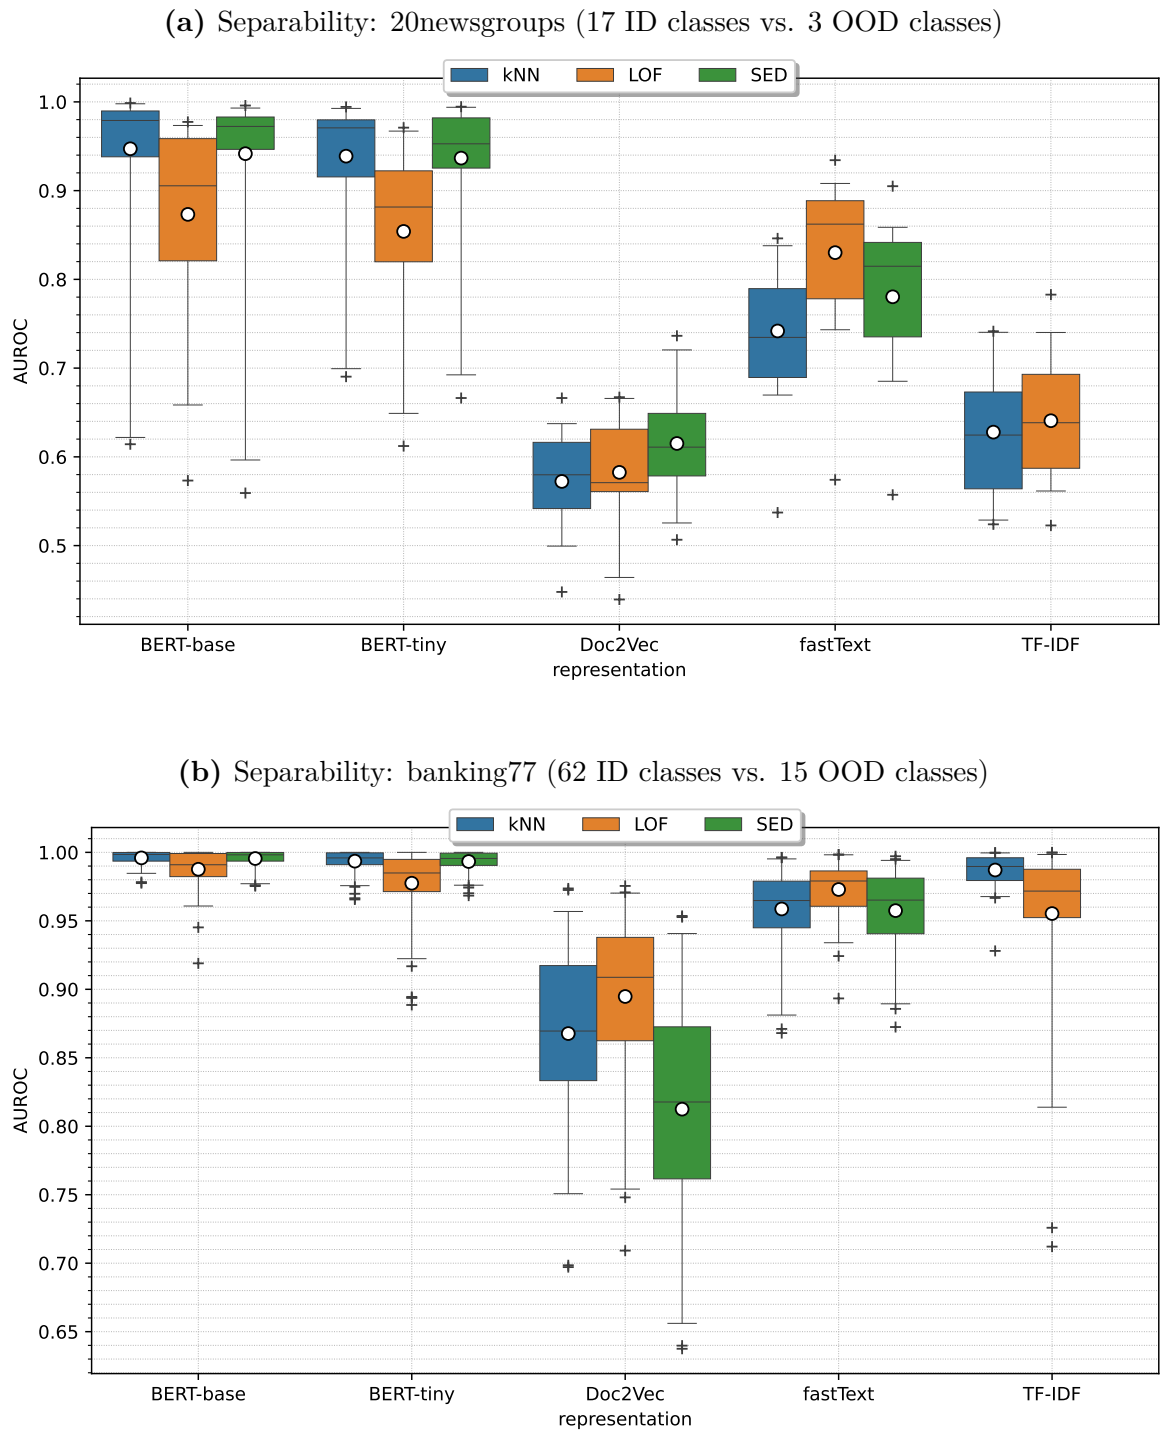 (a) Separability: 20newsgroups (17 ID classes vs. 3 OOD classes)
kNN LOF SED
1.0
0.9
0.8
0.7
0.6
0.5
AUROC
BERT-base BERT-tiny Doc2Vec fastText TF-IDF
representation
(b) Separability: banking77 (62 ID classes vs. 15 OOD classes)
kNN LOF SED
1.00
0.95
0.90
0.85
0.80
0.75
0.70
0.65
AUROC
BERT-base BERT-tiny Doc2Vec fastText TF-IDF
representation